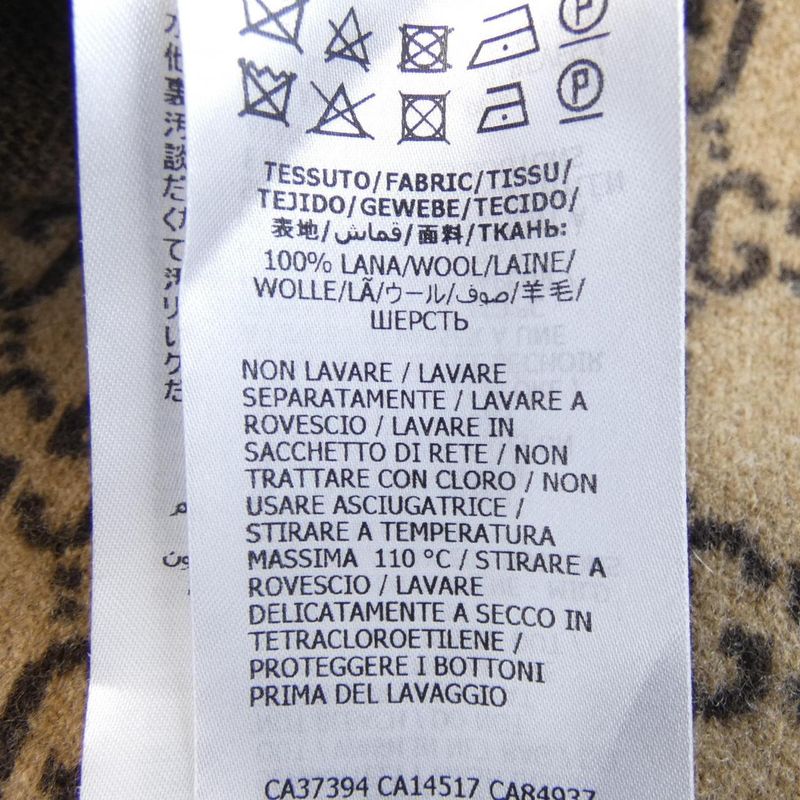 TESSUTO/FABRIC/TISSU/
TEJIDO/GEWEBE/TECIDO/
表地/قماش/面料/ТКАНЬ:
100% LANA/WOOL/LAINE/
WOLLE/LÃ/ウール/صوف/羊毛/
ШЕРСТЬ
NON LAVARE / LAVARE
SEPARATAMENTE / LAVARE A
ROVESCIO / LAVARE IN
SACCHETTO DI RETE / NON
TRATTARE CON CLORO / NON
USARE ASCIUGATRICE /
STIRARE A TEMPERATURA
MASSIMA 110 °C / STIRARE A
ROVESCIO / LAVARE
DELICATAMENTE A SECCO IN
TETRACLOROETILENE /
PROTEGGERE I BOTTONI
PRIMA DEL LAVAGGIO
CA37394 CA14517 CA84937
P
P